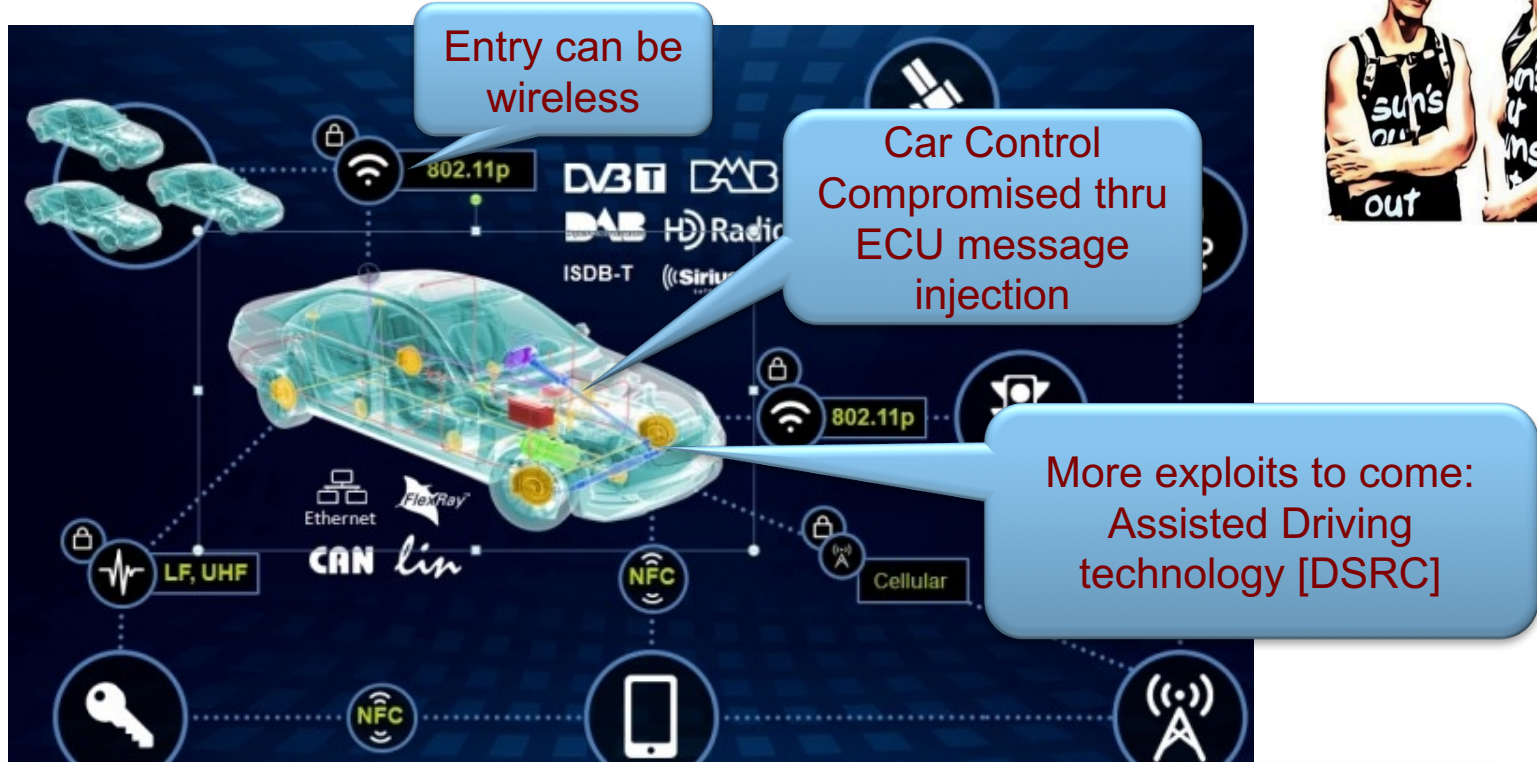 Entry can be
wireless
802.11p
DVB T DMB
DAB HD Radio
ISDB-T
Car Control
Compromised thru
ECU message
injection
sun's
out
802.11p
More exploits to come:
Assisted Driving
technology [DSRC]
Ethernet
FlexRay
CAN lin
LF, UHF
NFC
Cellular
NFC